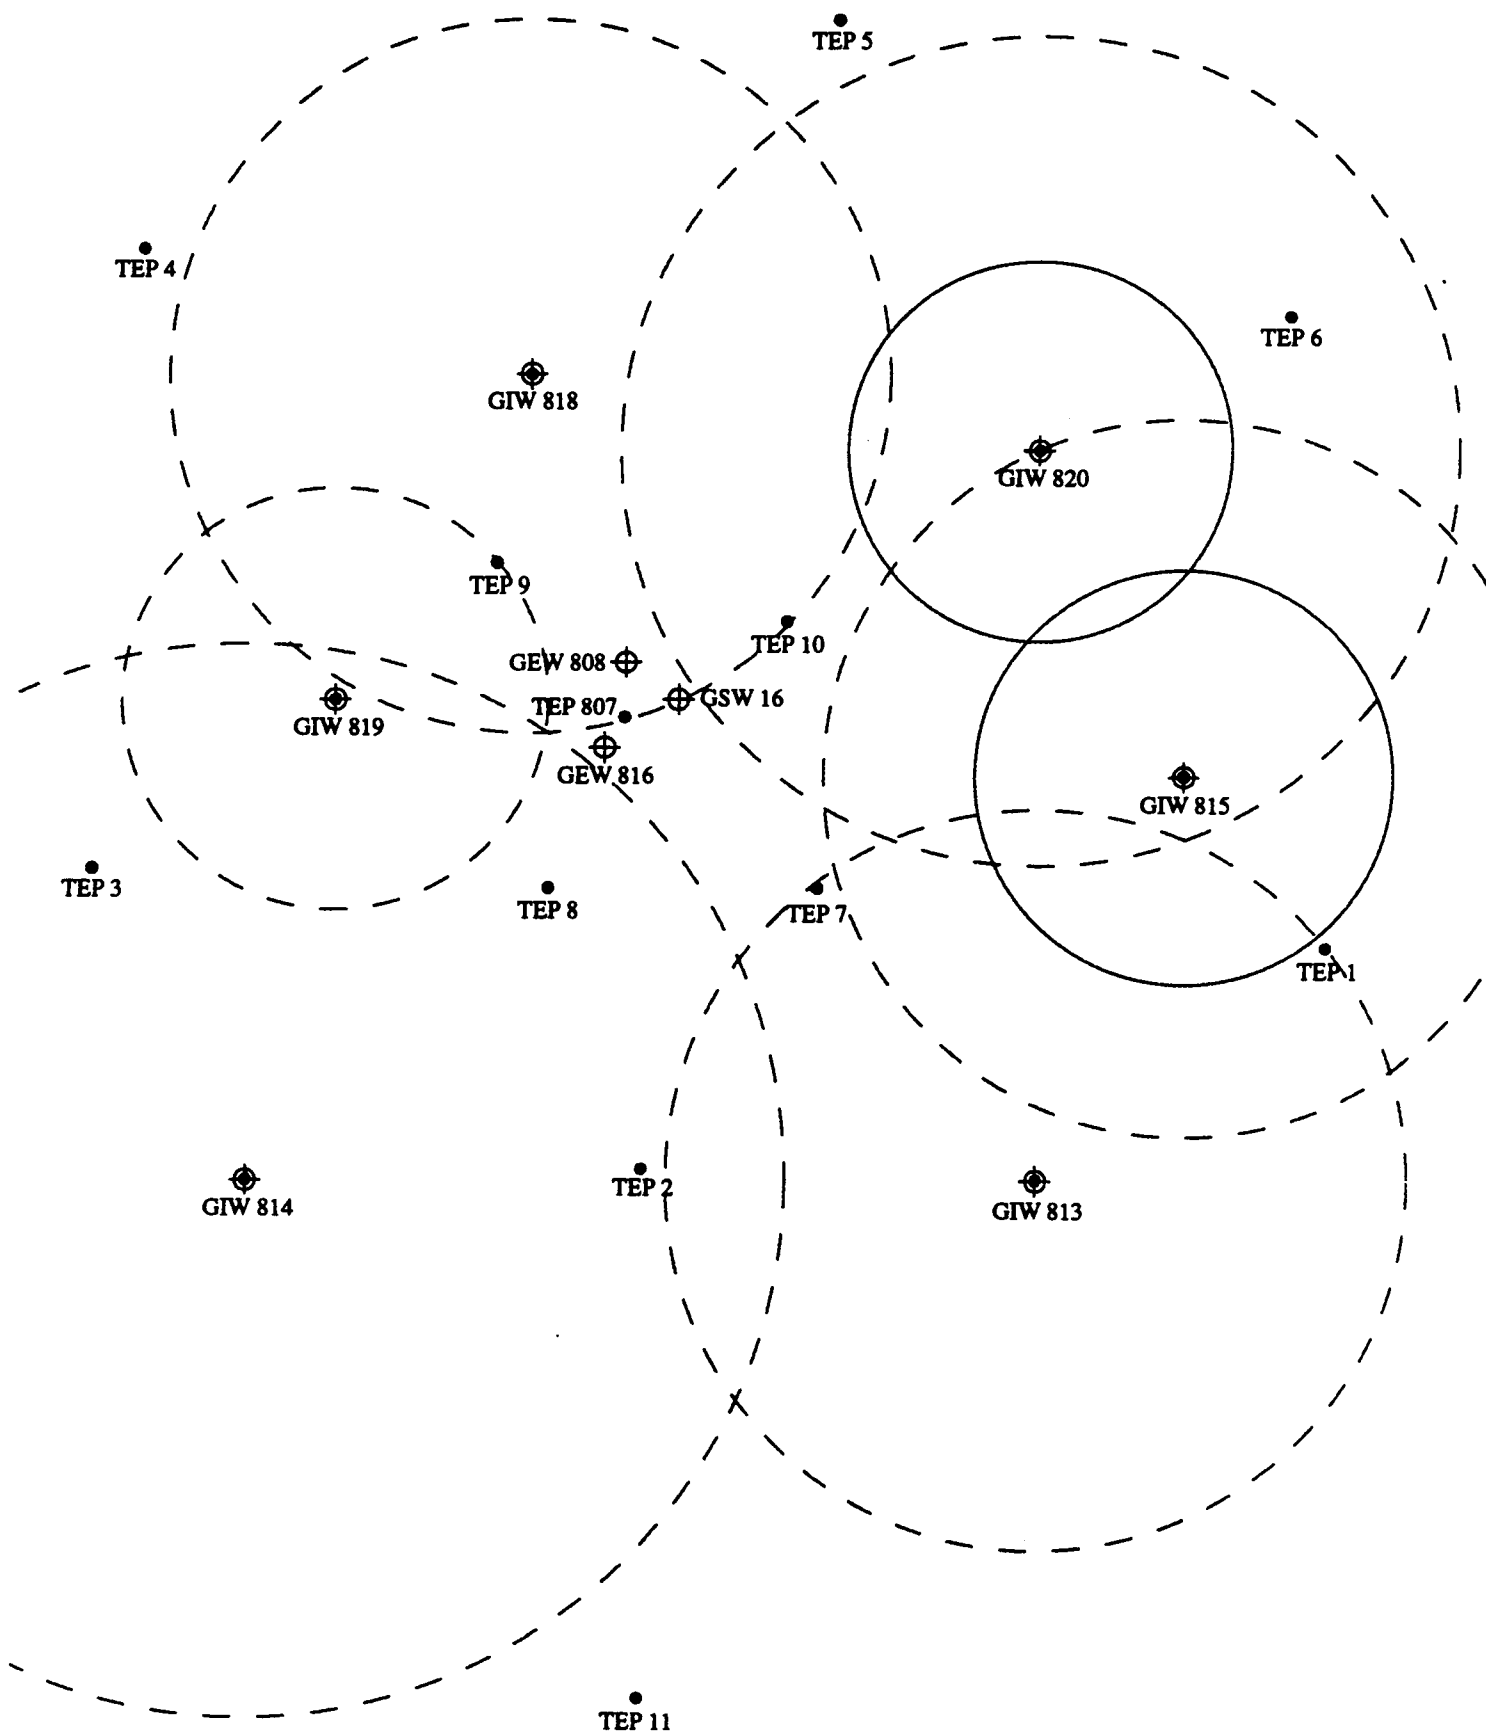 TEP 5
TEP 4
TEP 6
GIW 818
GIW 820
TEP 9
TEP 10
GEW 808
GSW 16
TEP 807
GIW 819
GEW 816
GIW 815
TEP 3
TEP 8
TEP 7
TEP 1
TEP 2
GIW 814
GIW 813
TEP 11